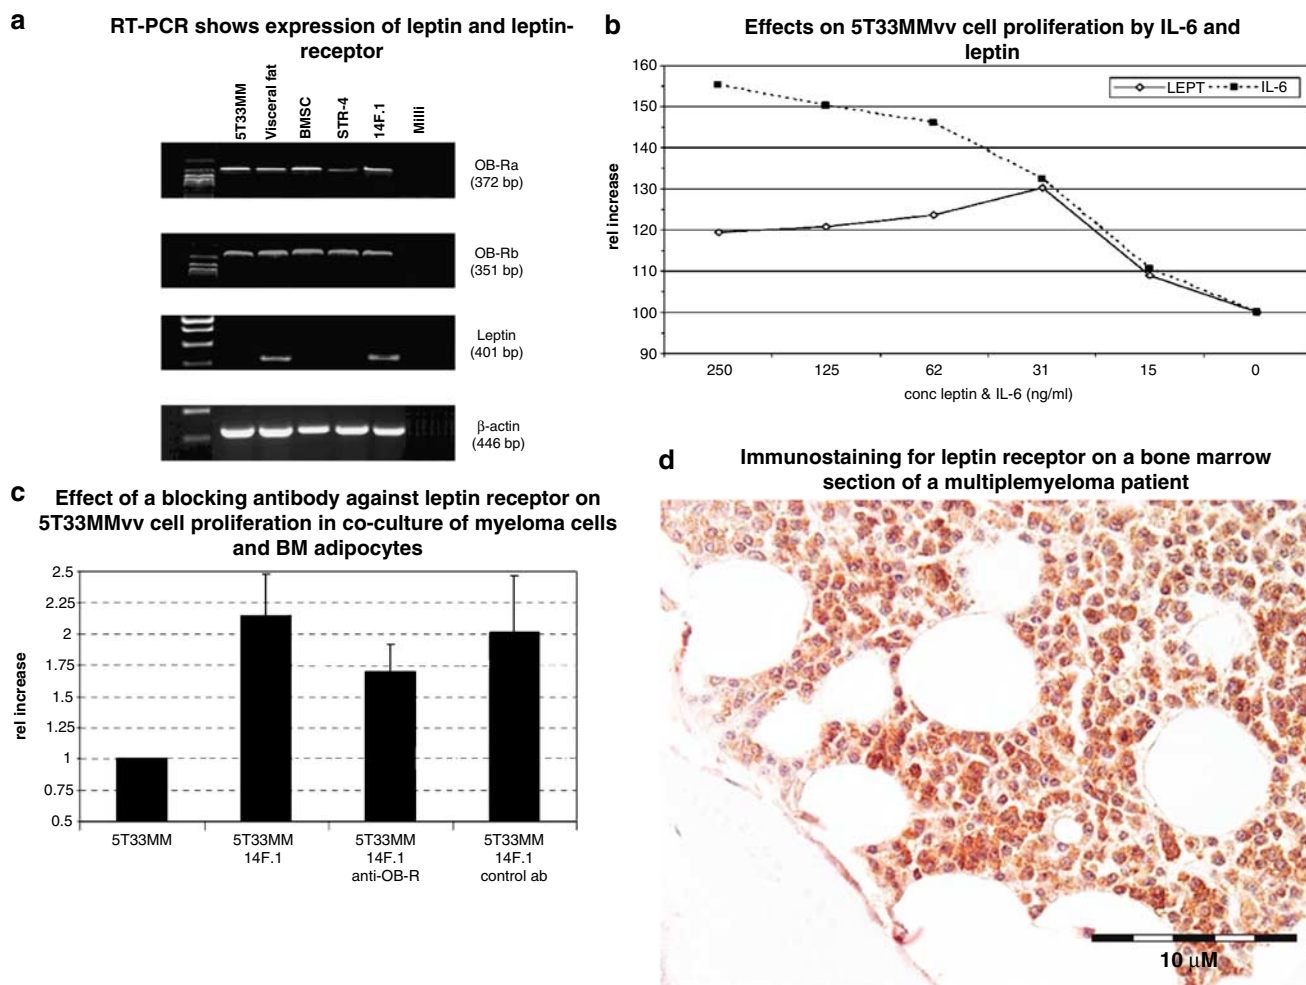 a
RT-PCR shows expression of leptin and leptin-
receptor
5T33MM
Visceral fat
BMSC
STR-4
14F.1
Milli
OB-Ra
(372 bp)
OB-Rb
(351 bp)
Leptin
(401 bp)
β-actin
(446 bp)
b
Effects on 5T33MMvv cell proliferation by IL-6 and
leptin
160
150
140
130
120
110
100
90
rel increase
LEPT
IL-6
250
125
62
31
15
0
conc leptin & IL-6 (ng/ml)
c
Effect of a blocking antibody against leptin receptor on
5T33MMvv cell proliferation in co-culture of myeloma cells
and BM adipocytes
2.5
2.25
2
1.75
1.5
1.25
1
0.75
0.5
rel increase
5T33MM
5T33MM
14F.1
5T33MM
14F.1
anti-OB-R
5T33MM
14F.1
control ab
d
Immunostaining for leptin receptor on a bone marrow
section of a multiplemyeloma patient
10 μM